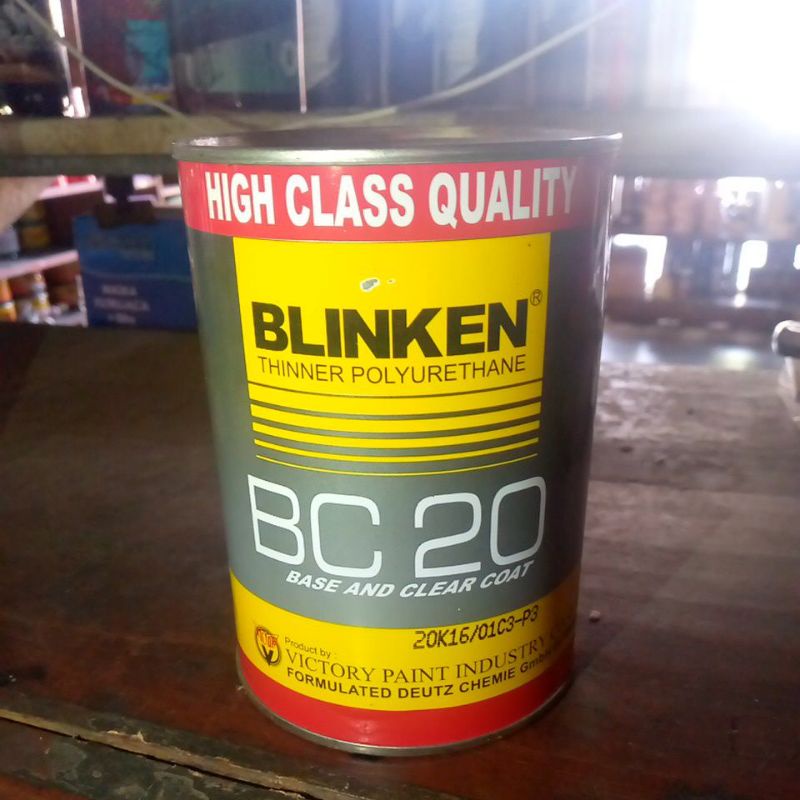 HIGH CLASS QUALITY
BLINKEN®
THINNER POLYURETHANE
BC 20
BASE AND CLEAR COAT
20K16/01C3-P3
Product by :
VICTORY PAINT INDUSTRY
FORMULATED DEUTZ CHEMIE GmbH